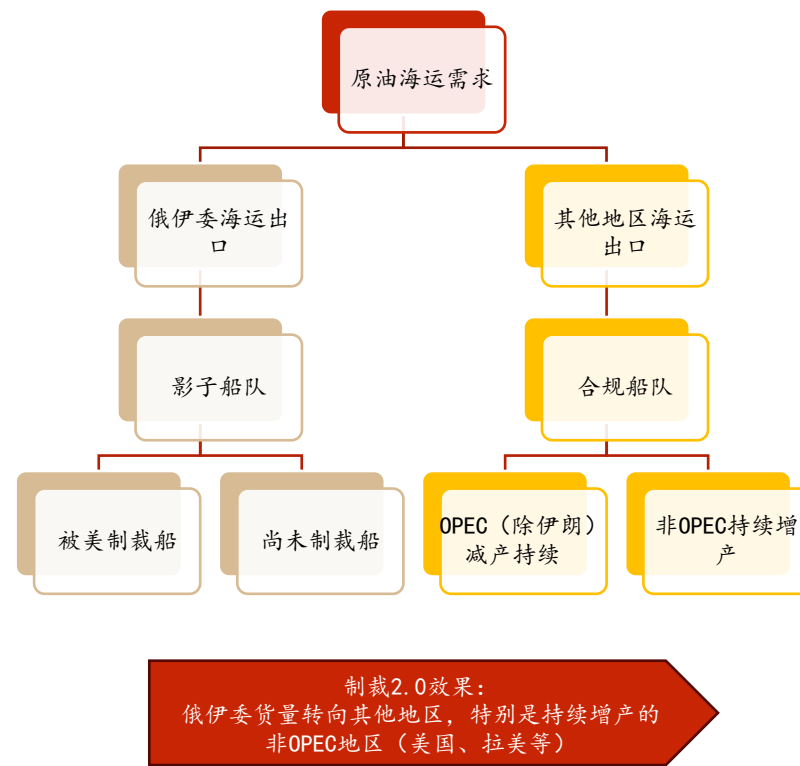 原油海运需求
俄伊委海运出
口
其他地区海运
出口
影子船队
合规船队
被美制裁船
尚未制裁船
OPEC（除伊朗）
减产持续
非OPEC持续增
产
制裁2.0效果：
俄伊委货量转向其他地区，特别是持续增产的
非OPEC地区（美国、拉美等）